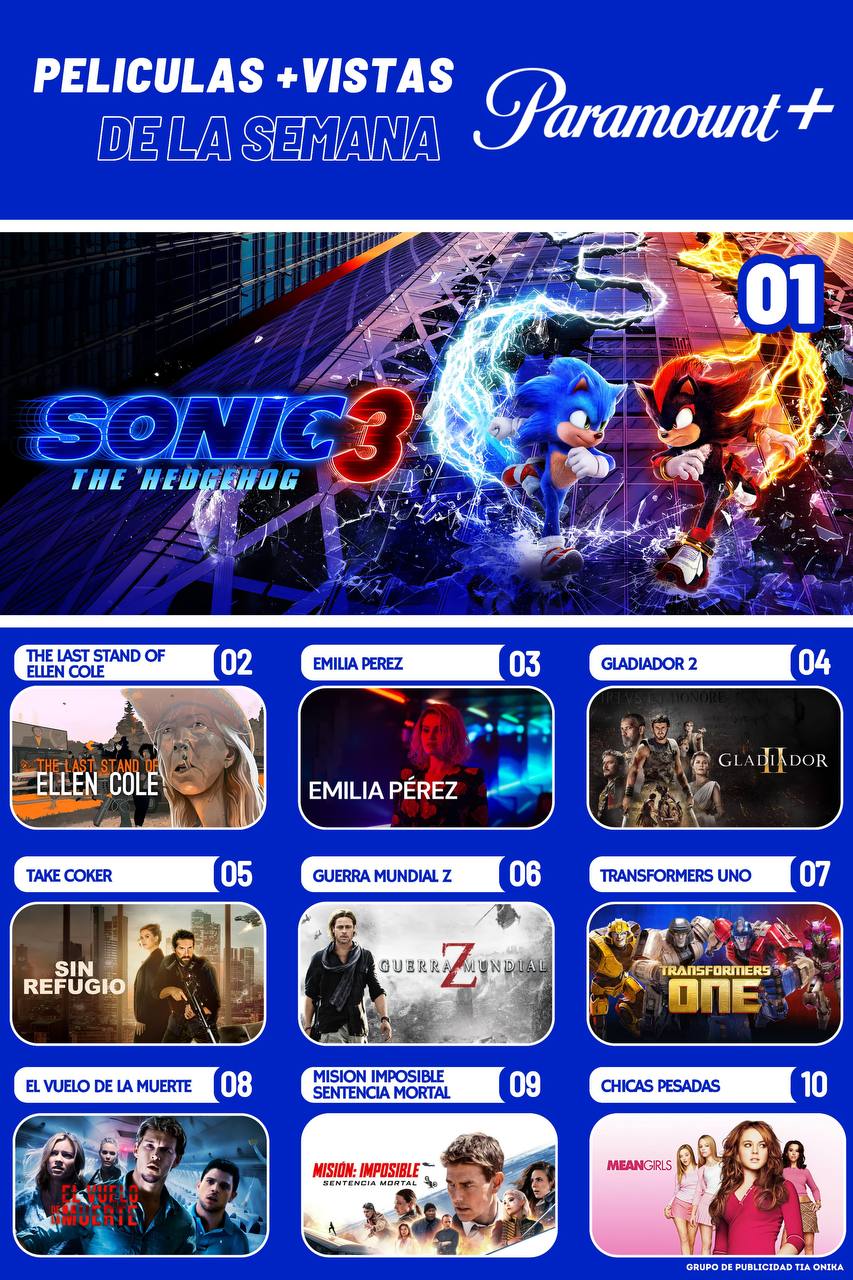 PELICULAS +VISTAS
DE LA SEMANA
Paramount+
01
SONIC 3
THE HEDGEHOG
THE LAST STAND OF
ELLEN COLE
02
THE LAST STAND OF
ELLEN COLE
EMILIA PEREZ
03
EMILIA PÉREZ
GLADIADOR 2
04
GLADIADOR
II
TAKE COKER
05
SIN
REFUGIO
GUERRA MUNDIAL Z
06
GUERRA MUNDIAL
Z
TRANSFORMERS UNO
07
TRANSFORMERS
ONE
EL VUELO DE LA MUERTE
08
EL VUELO
DE LA MUERTE
MISION IMPOSIBLE
SENTENCIA MORTAL
09
MISIÓN: IMPOSIBLE
SENTENCIA MORTAL
CHICAS PESADAS
10
MEAN GIRLS
GRUPO DE PUBLICIDAD TIA ONIKA